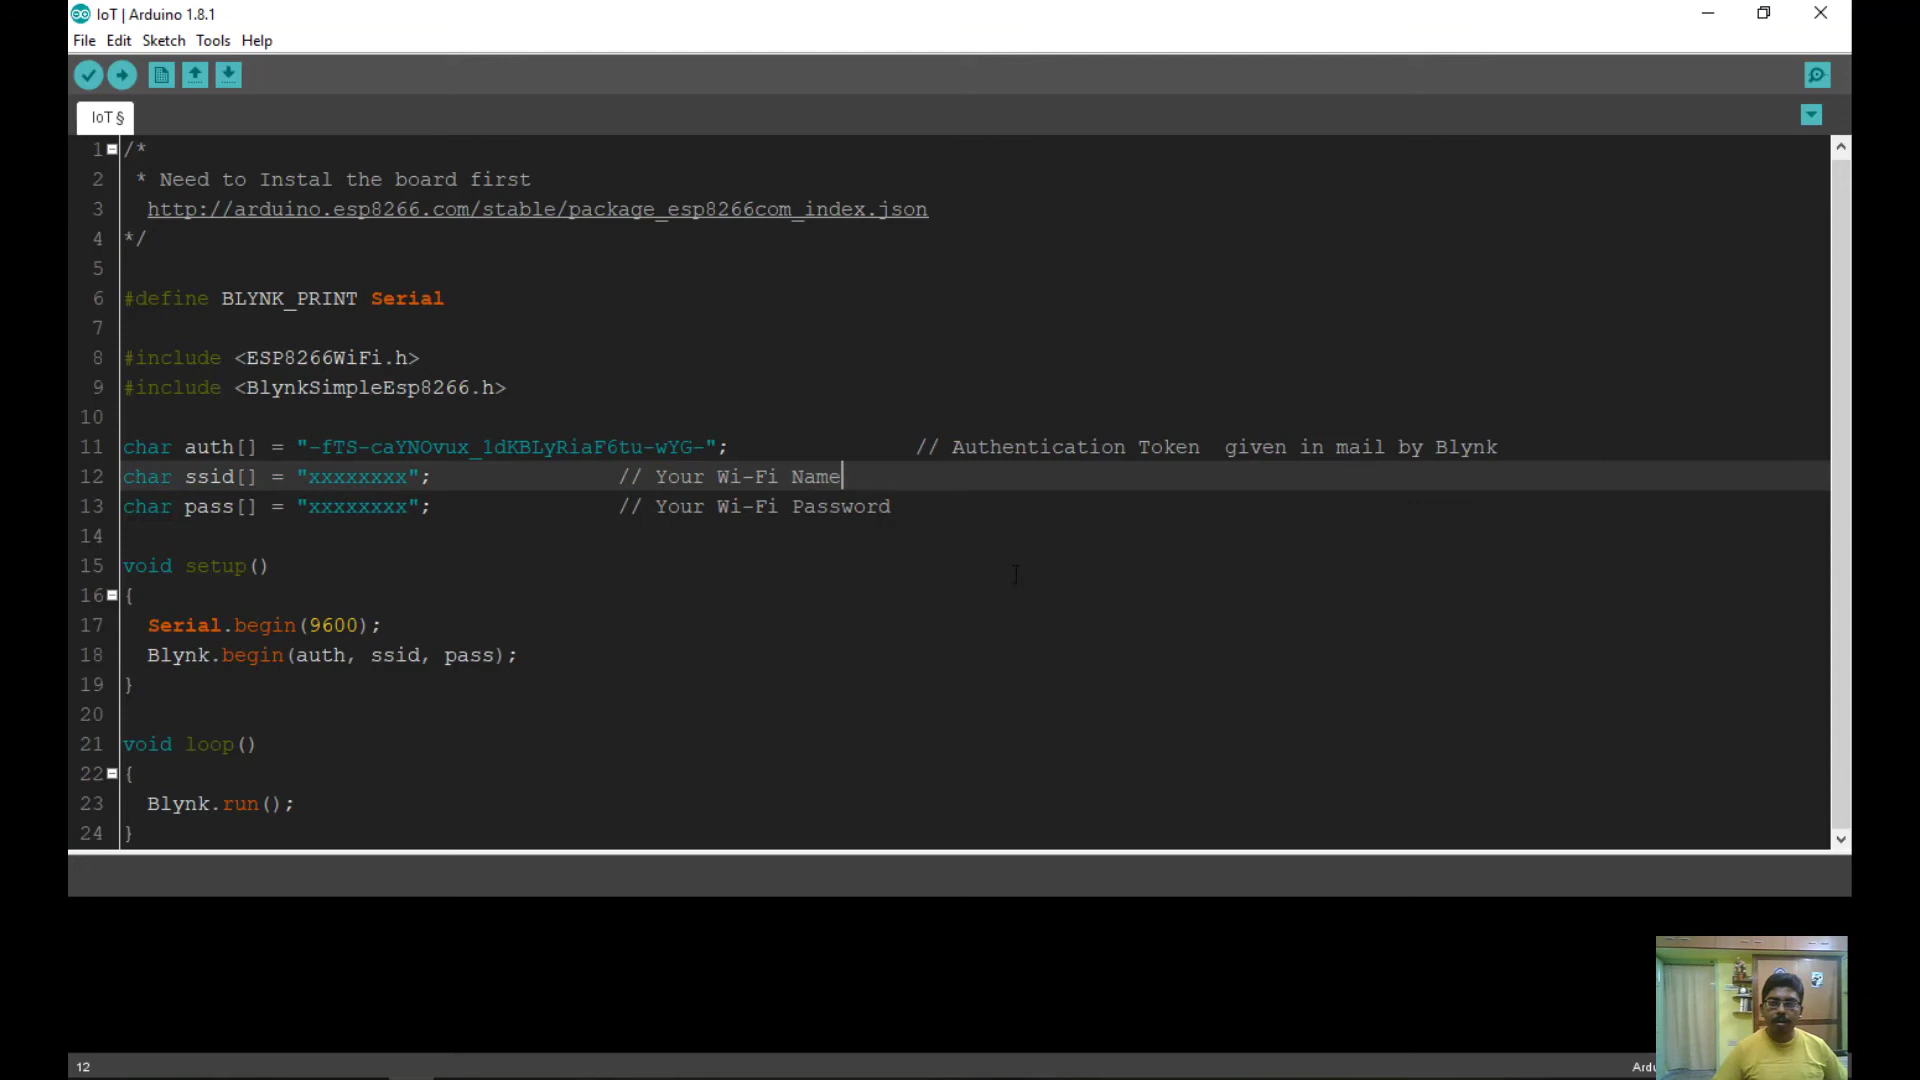 IoT | Arduino 1.8.1
File Edit Sketch Tools Help
IoT §
1 /*
2 * Need to Instal the board first
3 http://arduino.esp8266.com/stable/package_esp8266com_index.json
4 */
5
6 #define BLYNK_PRINT Serial
7
8 #include <ESP8266WiFi.h>
9 #include <BlynkSimpleEsp8266.h>
10
11 char auth[] = "-fTS-caYNOvux_1dKBLyRiaF6tu-wYG-"; // Authentication Token given in mail by Blynk
12 char ssid[] = "xxxxxxxx"; // Your Wi-Fi Name
13 char pass[] = "xxxxxxxx"; // Your Wi-Fi Password
14
15 void setup()
16 {
17 Serial.begin(9600);
18 Blynk.begin(auth, ssid, pass);
19 }
20
21 void loop()
22 {
23 Blynk.run();
24 }
12